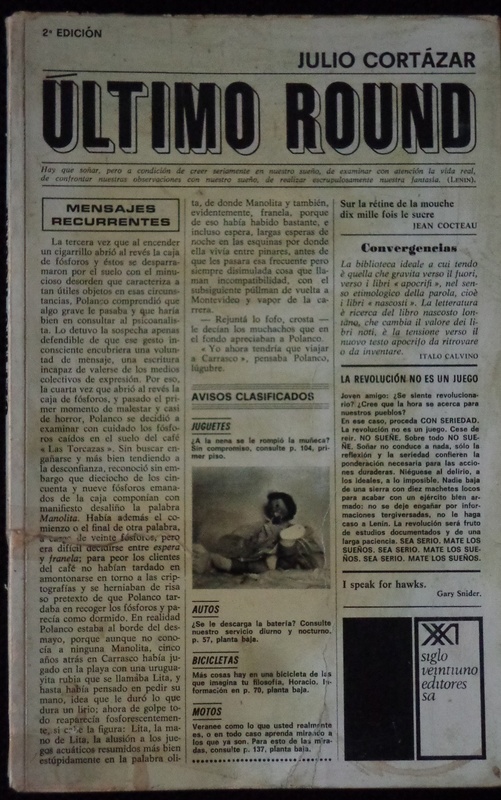 2ª EDICIÓN
JULIO CORTÁZAR
ÚLTIMO ROUND
Hay que soñar, pero a condición de creer seriamente en nuestro sueño, de examinar con atención la vida real,
de confrontar nuestras observaciones con nuestro sueño, de realizar escrupulosamente nuestra fantasía. (LENIN).
MENSAJES
RECURRENTES
La tercera vez que al encender
un cigarrillo abrió al revés la caja
de fósforos y éstos se desparra-
maron por el suelo con el minu-
cioso desorden que caracteriza a
tan útiles objetos en esas circuns-
tancias, Polanco comprendió que
algo grave le pasaba y que haría
bien en consultar al psicoanalis-
ta. Lo detuvo la sospecha apenas
defendible de que ese gesto in-
consciente encubriera una volun-
tad de mensaje, una escritura
incapaz de valerse de los medios
colectivos de expresión. Por eso,
la cuarta vez que abrió al revés la
caja de fósforos, y pasado el pri-
mer momento de malestar y casi
de horror, Polanco se decidió a
examinar con cuidado los fósfo-
ros caídos en el suelo del café
« Las Torcazas ». Sin buscar en-
gañarse y más bien tendiendo a
la desconfianza, reconoció sin em-
bargo que dieciocho de los cin-
cuenta y nueve fósforos emana-
dos de la caja componían con
manifiesto desaliño la palabra
Manolita. Había además el co-
mienzo o el final de otra palabra,
a cargo de veinte fósforos, pero
era difícil decidirse entre espera
y franela; para peor los clientes
del café no habían tardado en
amontonarse en torno a las crip-
tografías y se herniaban de risa
so pretexto de que Polanco tar-
daba en recoger los fósforos y pa-
recía como dormido. En realidad
Polanco estaba al borde del des-
mayo, porque aunque no cono-
cía a ninguna Manolita, cinco
años atrás en Carrasco había ju-
gado en la playa con una urugua-
yita rubia que se llamaba Lita, y
hasta había pensado en pedir su
mano, idea que le duró lo que
dura un lirio; ahora de golpe to-
do reaparecía fosforescentemen-
te, si la figura: Lita, la ma-
no de Lita, la alusión a los jue-
gos acuáticos resumidos más bien
estúpidamente en la palabra oli-
ta, de donde Manolita y también,
evidentemente, franela, porque
de eso había habido bastante, e
incluso espera, largas esperas de
noche en las esquinas por donde
ella vivía entre pinares, antes de
que les pasara esa frecuente pero
siempre disimulada cosa que lla-
man incompatibilidad, con el
subsiguiente pillman de vuelta a
Montevideo y vapor de la ca-
rrera.
— Rejuntá lo fofo, crosta —
le decían los muchachos que en
el fondo apreciaban a Polanco.
« Yo ahora tendría que viajar
a Carrasco », pensaba Polanco,
lúgubre.
AVISOS CLASIFICADOS
JUGUETES
¿A la nena se le rompió la muñeca?
Sin compromiso, consulte p. 104, pri-
mer piso.
AUTOS
¿Se le descarga la batería? Consulte
nuestro servicio diurno y nocturno.
p. 57, planta baja.
BICICLETAS
Más cosas hay en una bicicleta de las
que imagina tu filosofía, Horacio. In-
formación en p. 70, planta baja.
MOTOS
Veranee como lo que usted realmente
es, o en todo caso aprenda mirando a
los que ya son. Para esto de las mira-
das, consulte p. 137, planta baja.
Sur la rétine de la mouche
dix mille fois le sucre
JEAN COCTEAU
Convergencias
La biblioteca ideale a cui tendo
è quella che gravita verso il fuori,
verso i libri « apocrifi », nel sen-
so etimologico della parola, cioè
i libri « nascosti ». La letteratura
è ricerca del libro nascosto lon-
tano, che cambia il valore dei li-
bri nôti, è la tensione verso il
nuovo testo apocrifo da ritrovare
o da inventare.
ITALO CALVINO
LA REVOLUCIÓN NO ES UN JUEGO
Joven amigo: ¿Se siente revoluciona-
rio? ¿Cree que la hora se acerca para
nuestros pueblos?
En ese caso, proceda CON SERIEDAD.
La revolución no es un juego. Cese de
reír. NO SUEÑE. Sobre todo NO SUE-
ÑE. Soñar no conduce a nada, sólo la
reflexión y la seriedad confieren la
ponderación necesaria para las accio-
nes duraderas. Niéguese al delirio, a
los ideales, a lo imposible. Nadie baja
de una sierra con diez machetes locos
para acabar con un ejército bien ar-
mado: no se deje engañar por infor-
maciones tergiversadas, no le haga
caso a Lenin. La revolución será fruto
de estudios documentados y de una
larga paciencia. SEA SERIO. MATE LOS
SUEÑOS. SEA SERIO. MATE LOS SUE-
ÑOS. SEA SERIO. MATE LOS SUEÑOS.
I speak for hawks.
Gary Snider.
XXI
siglo
veintiuno
editores
sa